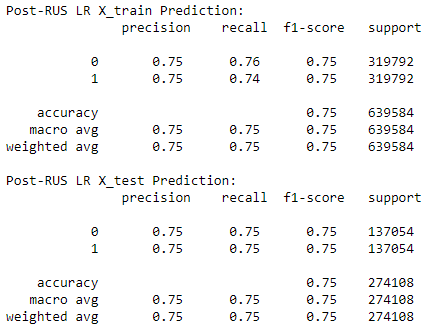 Post-RUS LR X_train Prediction:
precision recall f1-score support
0 0.75 0.76 0.75 319792
1 0.75 0.74 0.75 319792
accuracy 0.75 639584
macro avg 0.75 0.75 0.75 639584
weighted avg 0.75 0.75 0.75 639584
Post-RUS LR X_test Prediction:
precision recall f1-score support
0 0.75 0.75 0.75 137054
1 0.75 0.75 0.75 137054
accuracy 0.75 274108
macro avg 0.75 0.75 0.75 274108
weighted avg 0.75 0.75 0.75 274108